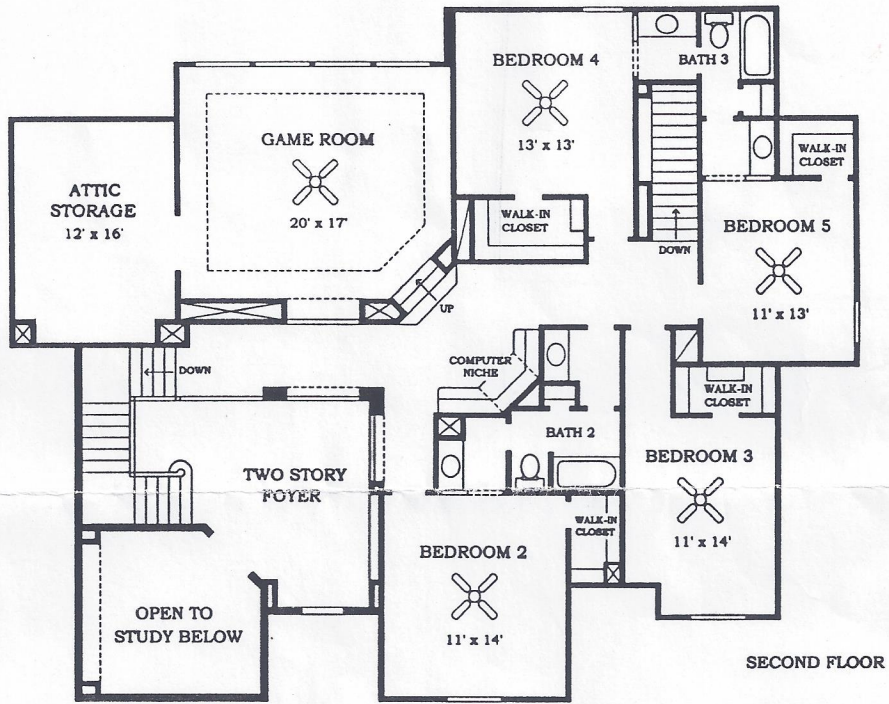 BEDROOM 4
13' x 13'
BATH 3
GAME ROOM
20' x 17'
ATTIC
STORAGE
12' x 16'
WALK-IN
CLOSET
WALK-IN
CLOSET
BEDROOM 5
11' x 13'
DOWN
UP
DOWN
COMPUTER
NICHE
WALK-IN
CLOSET
BATH 2
BEDROOM 3
11' x 14'
TWO STORY
FOYER
WALK-IN
CLOSET
BEDROOM 2
11' x 14'
OPEN TO
STUDY BELOW
SECOND FLOOR